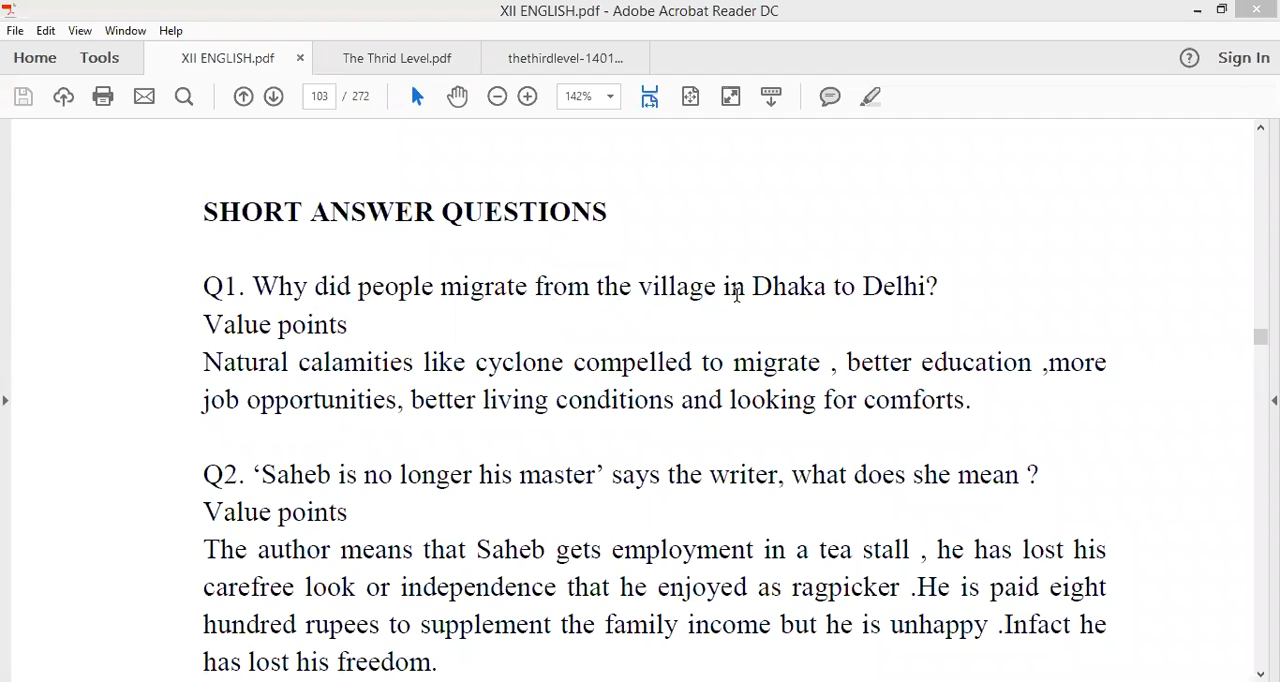 XII ENGLISH.pdf - Adobe Acrobat Reader DC
File Edit View Window Help
Home Tools XII ENGLISH.pdf × The Thrid Level.pdf thethirdlevel-1401... ? Sign In
103 / 272 142%
SHORT ANSWER QUESTIONS
Q1. Why did people migrate from the village in Dhaka to Delhi?
Value points
Natural calamities like cyclone compelled to migrate , better education ,more
job opportunities, better living conditions and looking for comforts.
Q2. ‘Saheb is no longer his master’ says the writer, what does she mean ?
Value points
The author means that Saheb gets employment in a tea stall , he has lost his
carefree look or independence that he enjoyed as ragpicker .He is paid eight
hundred rupees to supplement the family income but he is unhappy .Infact he
has lost his freedom.